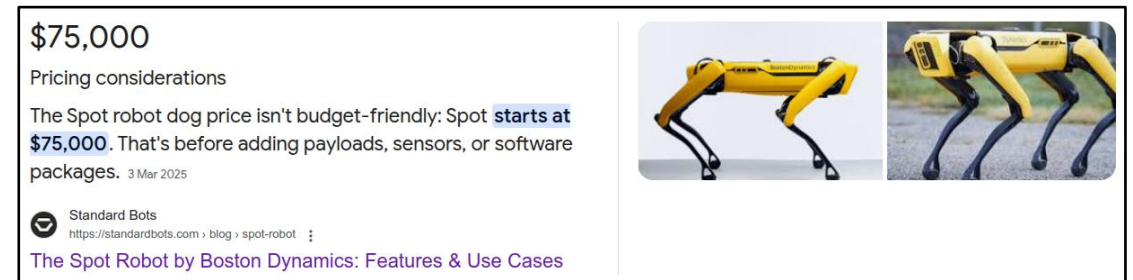 $75,000
Pricing considerations
The Spot robot dog price isn't budget-friendly: Spot starts at
$75,000. That's before adding payloads, sensors, or software
packages. 3 Mar 2025
Standard Bots
https://standardbots.com › blog › spot-robot
The Spot Robot by Boston Dynamics: Features & Use Cases
BostonDynamics